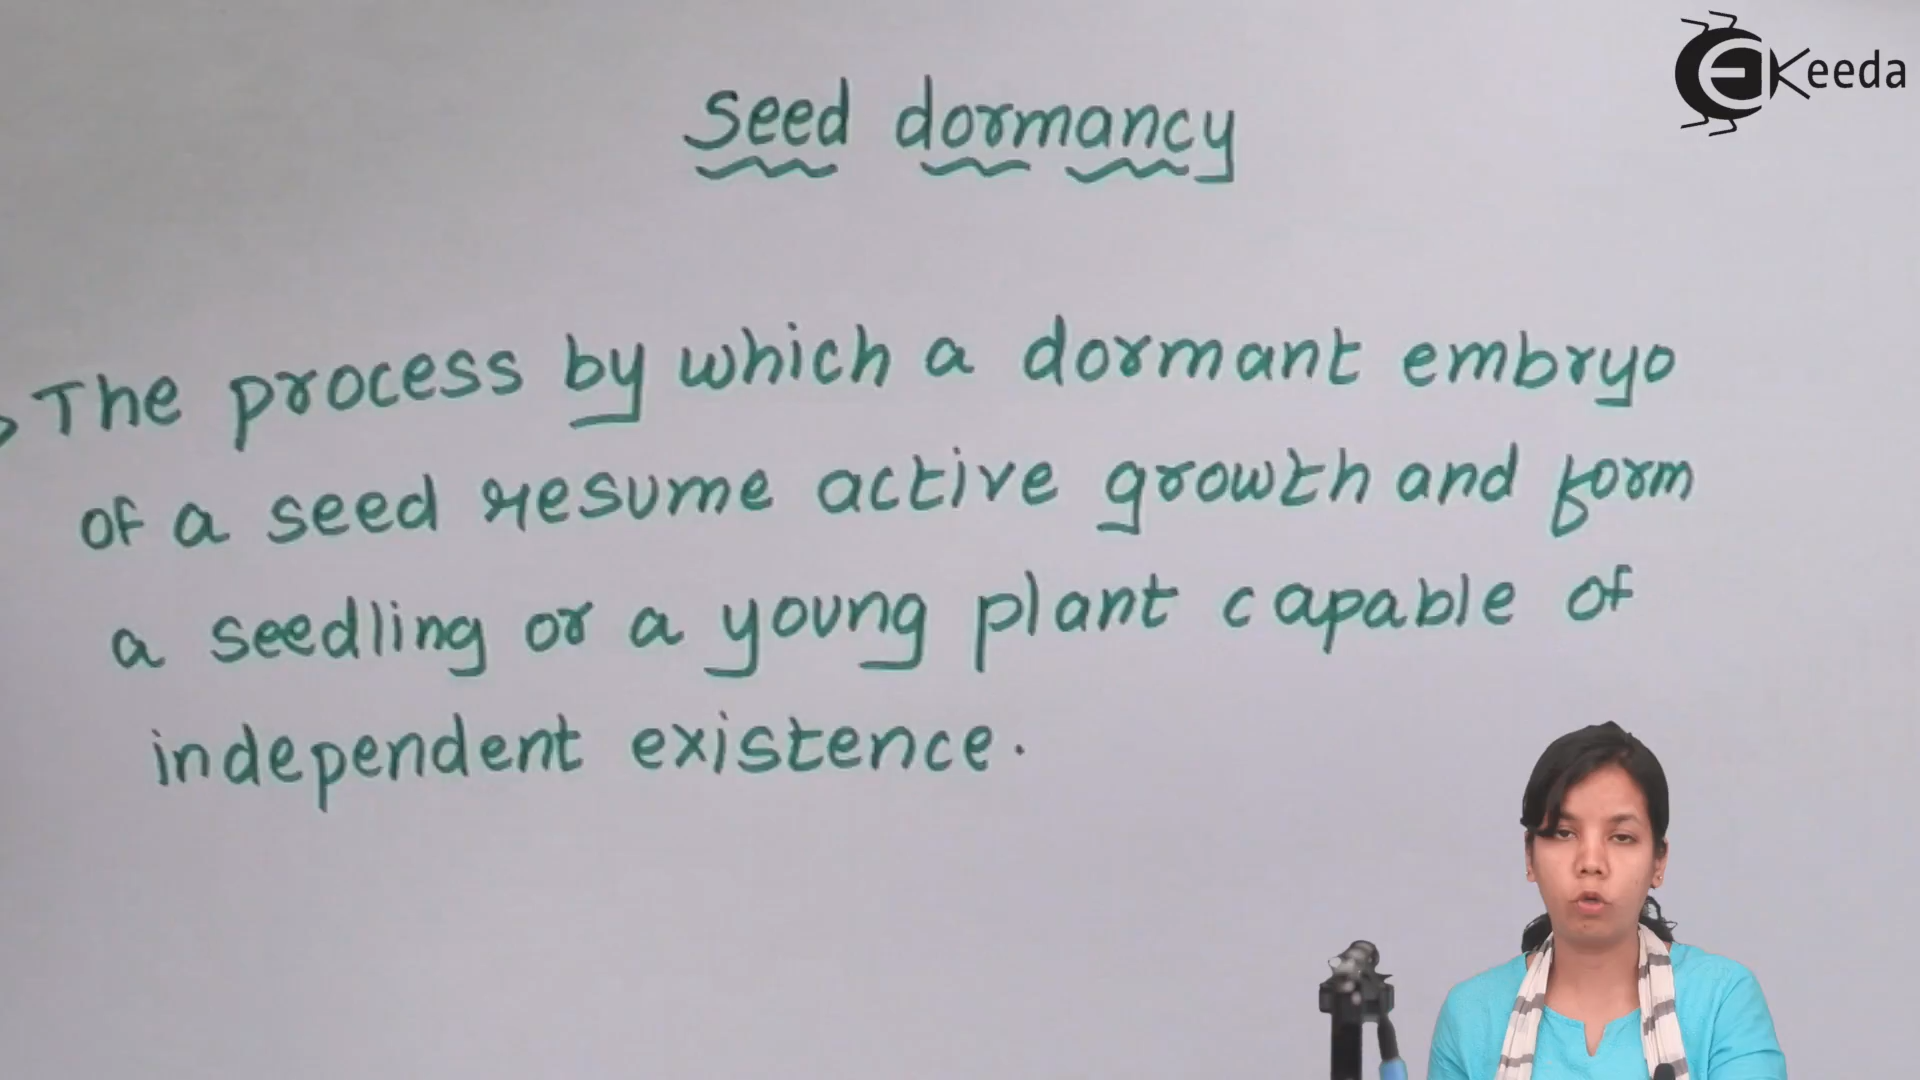 Keeda
Seed dormancy
The process by which a dormant embryo
of a seed resume active growth and form
a seedling or a young plant capable of
independent existence.